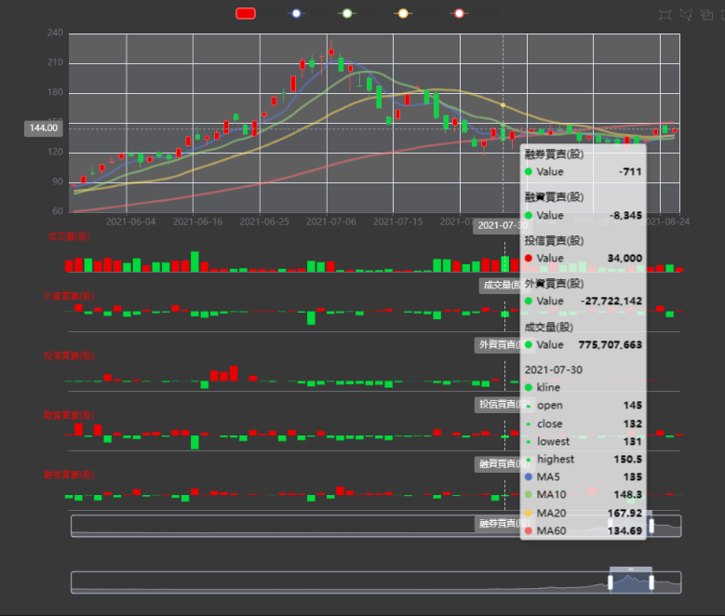 240
210
180
150
144.00
120
90
60
2021-06-04
2021-06-16
2021-06-25
2021-07-06
2021-07-15
2021-07-30
2021-08-24
成交量(股)
外資買賣(股)
投信買賣(股)
融資買賣(股)
融券買賣(股)
成交量(股
外資買賣(
投信買賣(
融資買賣(
融券買賣(
融券買賣(股)
Value -711
融資買賣(股)
Value -8,345
投信買賣(股)
Value 34,000
外資買賣(股)
Value -27,722,142
成交量(股)
Value 775,707,663
2021-07-30
kline
open 145
close 132
lowest 131
highest 150.5
MA5 135
MA10 148.3
MA20 167.92
MA60 134.69